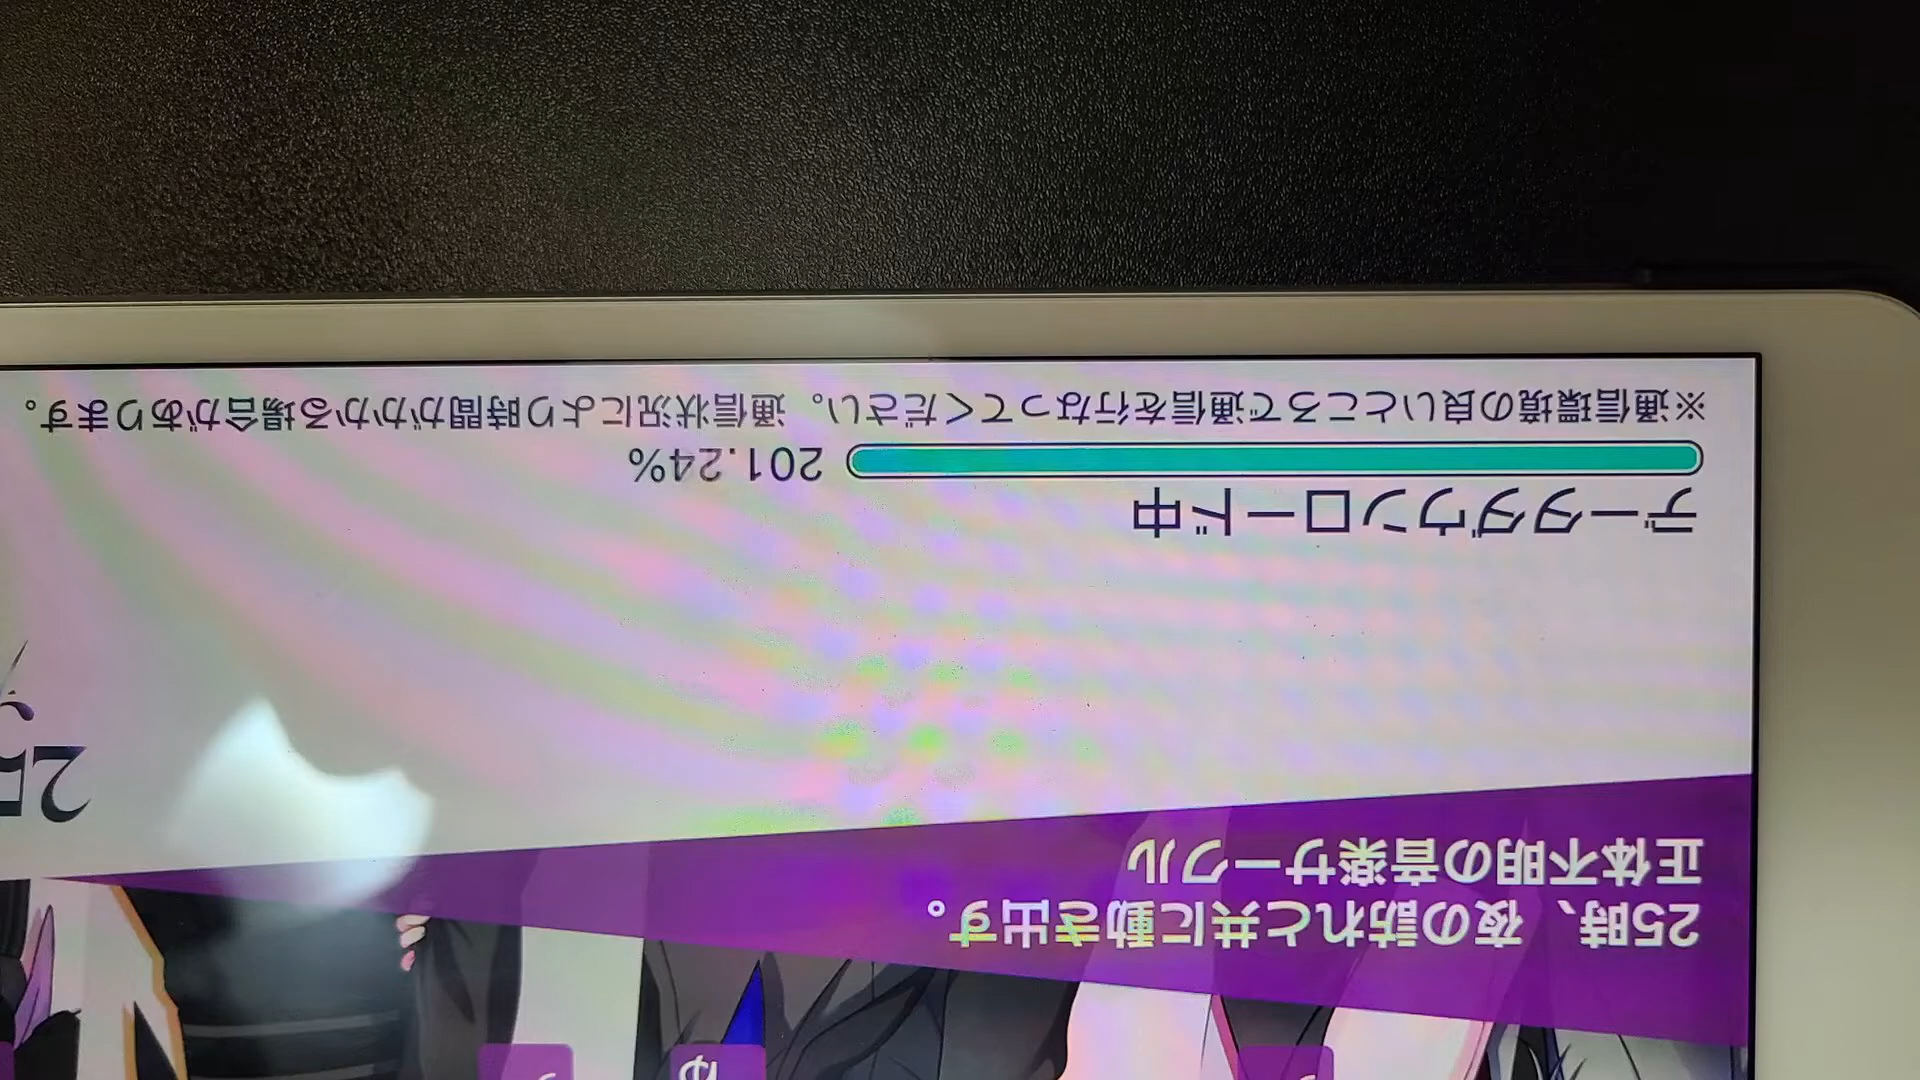 25時、夜の訪れと共に動き出す。
正体不明の音楽サークル
25
データダウンロード中
201.24%
※通信環境の良いところで通信を行なってください。通信状況により時間がかかる場合があります。